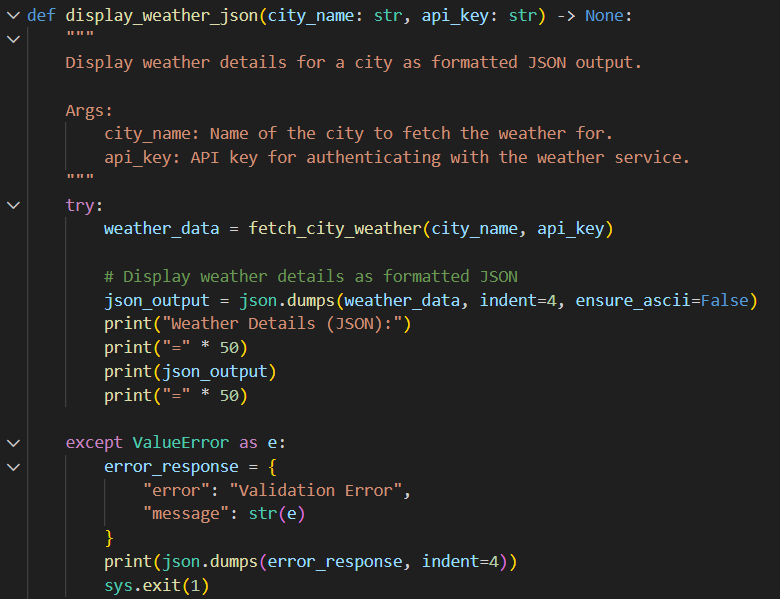 def display_weather_json(city_name: str, api_key: str) -> None:
    """
    Display weather details for a city as formatted JSON output.

    Args:
        city_name: Name of the city to fetch the weather for.
        api_key: API key for authenticating with the weather service.
    """
    try:
        weather_data = fetch_city_weather(city_name, api_key)

        # Display weather details as formatted JSON
        json_output = json.dumps(weather_data, indent=4, ensure_ascii=False)
        print("Weather Details (JSON):")
        print("=" * 50)
        print(json_output)
        print("=" * 50)

    except ValueError as e:
        error_response = {
            "error": "Validation Error",
            "message": str(e)
        }
        print(json.dumps(error_response, indent=4))
        sys.exit(1)